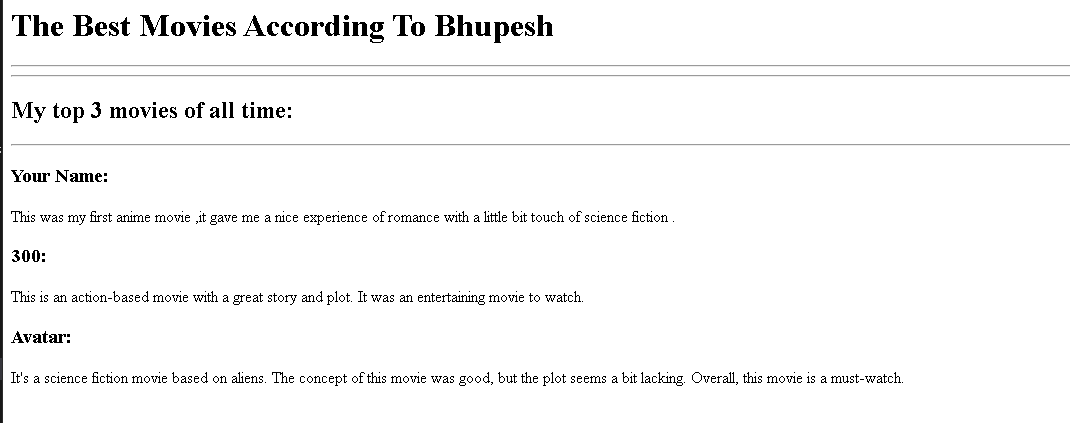 The Best Movies According To Bhupesh
My top 3 movies of all time:
Your Name:
This was my first anime movie ,it gave me a nice experience of romance with a little bit touch of science fiction .
300:
This is an action-based movie with a great story and plot. It was an entertaining movie to watch.
Avatar:
It's a science fiction movie based on aliens. The concept of this movie was good, but the plot seems a bit lacking. Overall, this movie is a must-watch.